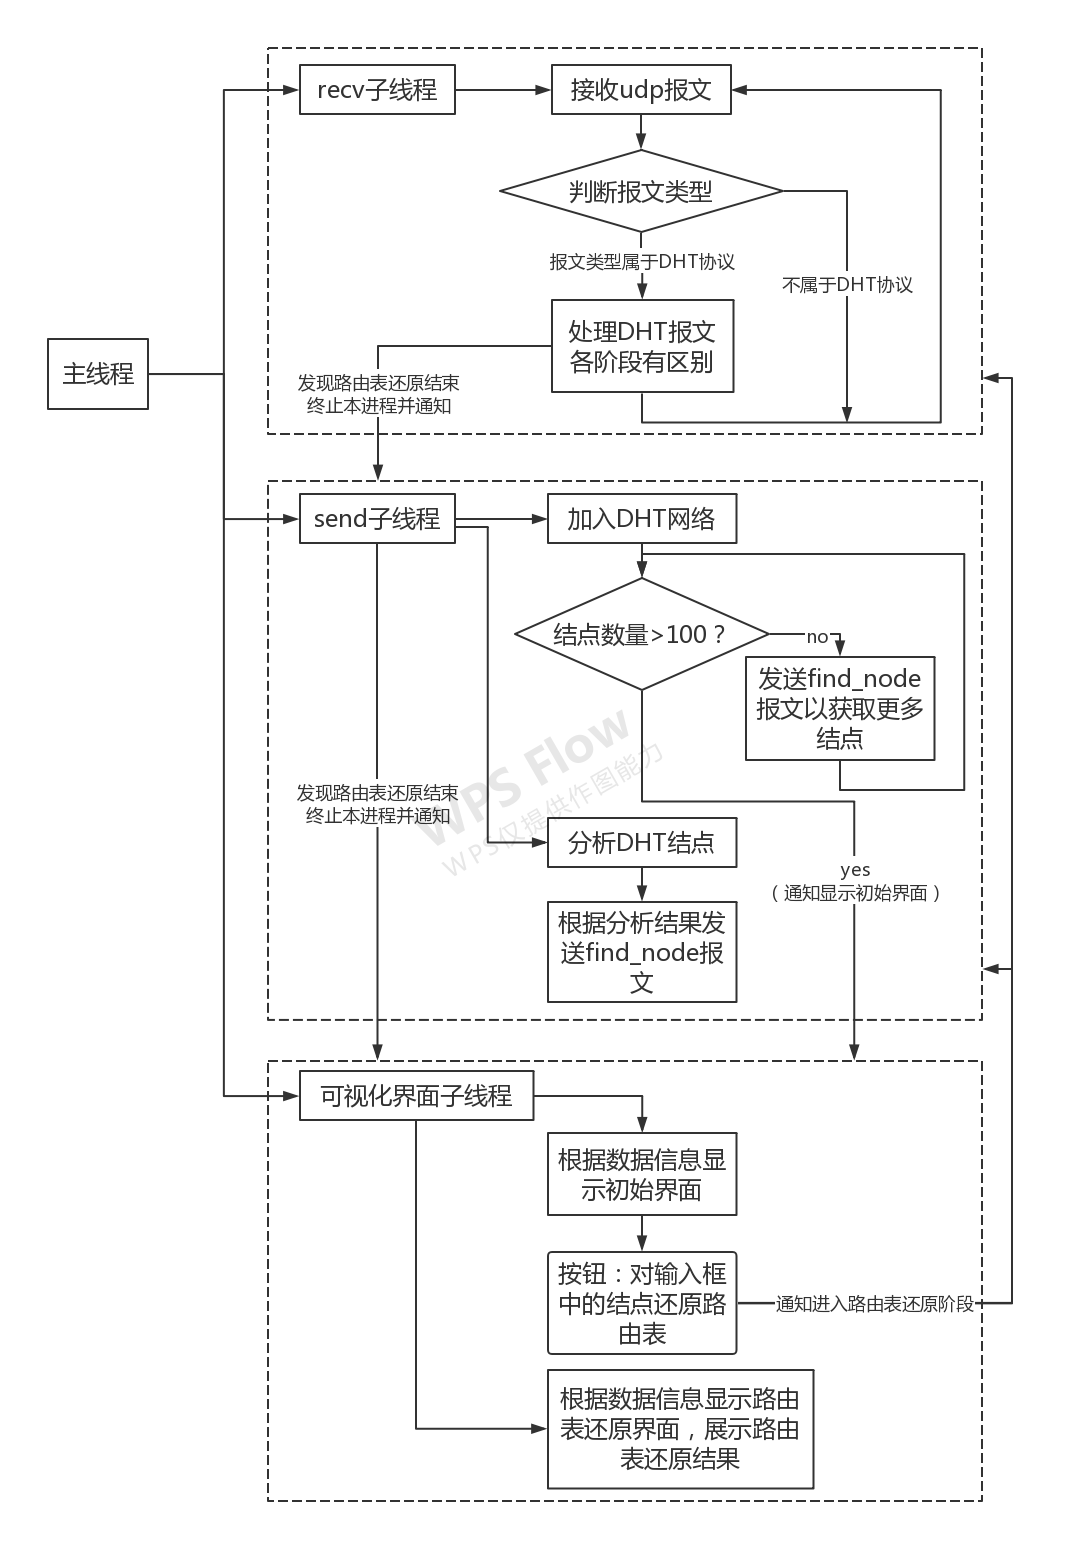 recv子线程
接收udp报文
判断报文类型
报文类型属于DHT协议
不属于DHT协议
处理DHT报文
各阶段有区别
主线程
发现路由表还原结束
终止本进程并通知
send子线程
加入DHT网络
结点数量>100？
no
发送find_node
报文以获取更多
结点
WPS Flow
WPS仅提供作图能力
发现路由表还原结束
终止本进程并通知
分析DHT结点
yes
（通知显示初始界面）
根据分析结果发
送find_node报
文
可视化界面子线程
根据数据信息显
示初始界面
按钮：对输入框
中的结点还原路
由表
通知进入路由表还原阶段
根据数据信息显示路由
表还原界面，展示路由
表还原结果